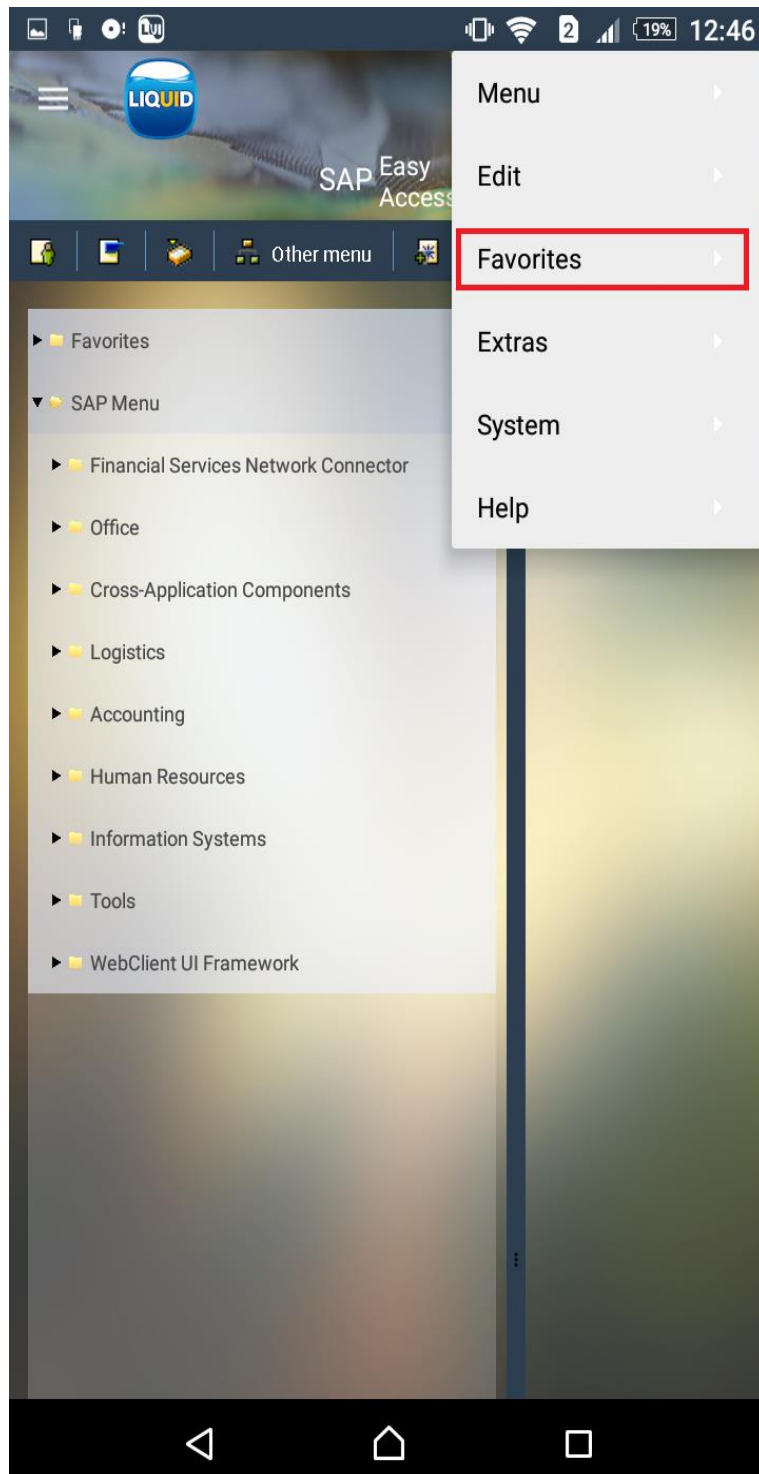 LUI
2
19%
12:46
LIQUID
SAP Easy
Access
Other menu
Menu
Edit
Favorites
Extras
System
Help
Favorites
SAP Menu
Financial Services Network Connector
Office
Cross-Application Components
Logistics
Accounting
Human Resources
Information Systems
Tools
WebClient UI Framework